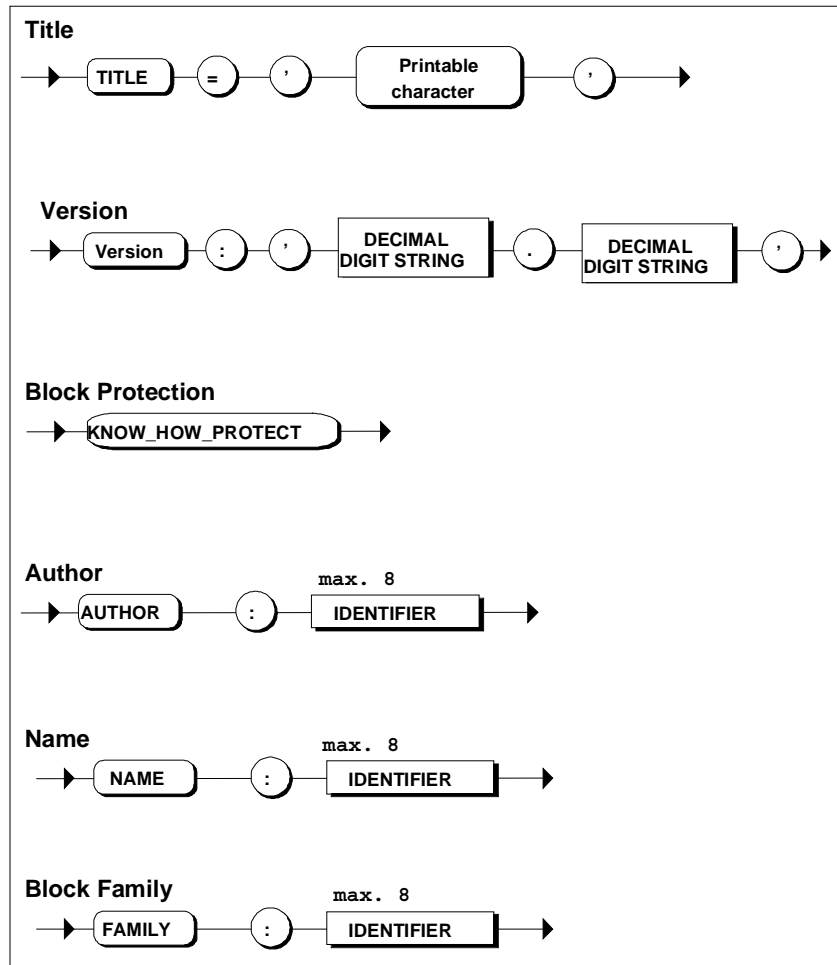 Title
TITLE = ' Printable character '
Version
Version : ' DECIMAL DIGIT STRING . DECIMAL DIGIT STRING '
Block Protection
KNOW_HOW_PROTECT
Author
max. 8
AUTHOR : IDENTIFIER
Name
max. 8
NAME : IDENTIFIER
Block Family
max. 8
FAMILY : IDENTIFIER